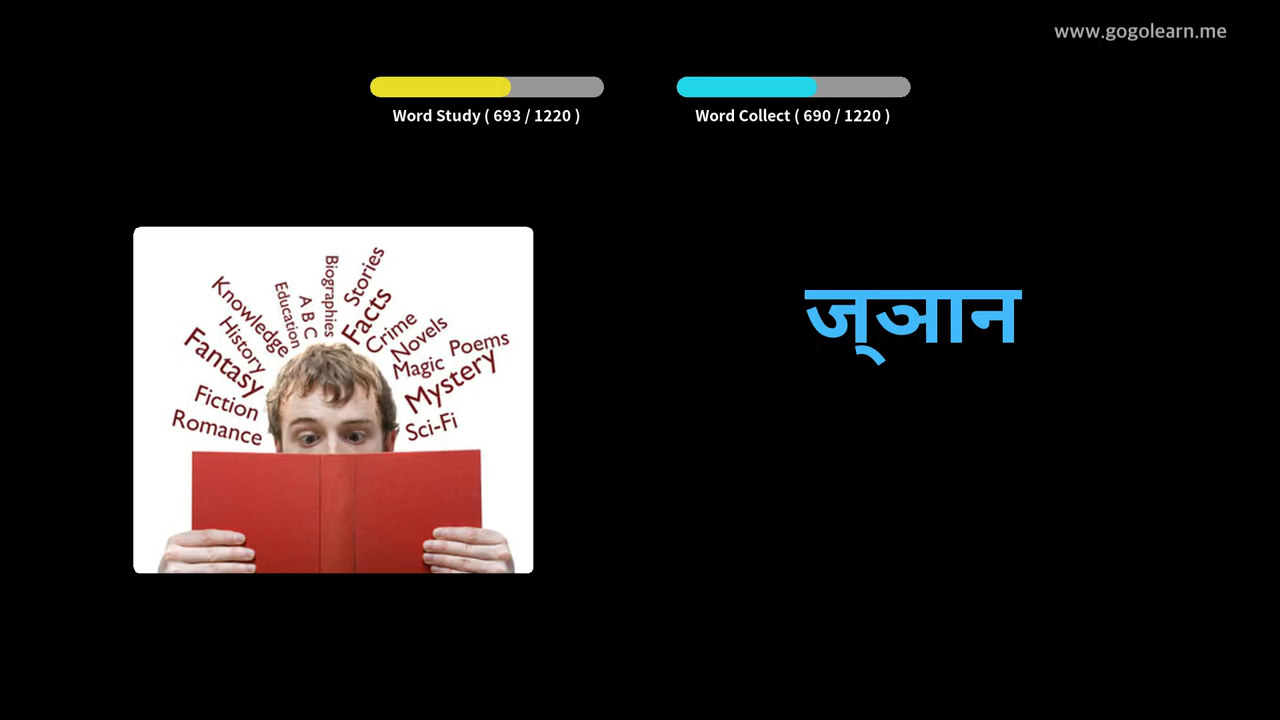 www.gogolearn.me
Word Study ( 693 / 1220 )
Word Collect ( 690 / 1220 )
Biographies
Stories
Education
A B C
Facts
Knowledge
Crime
History
Novels
Poems
Fantasy
Magic
Mystery
Fiction
Sci-Fi
Romance
ज्‌ञान